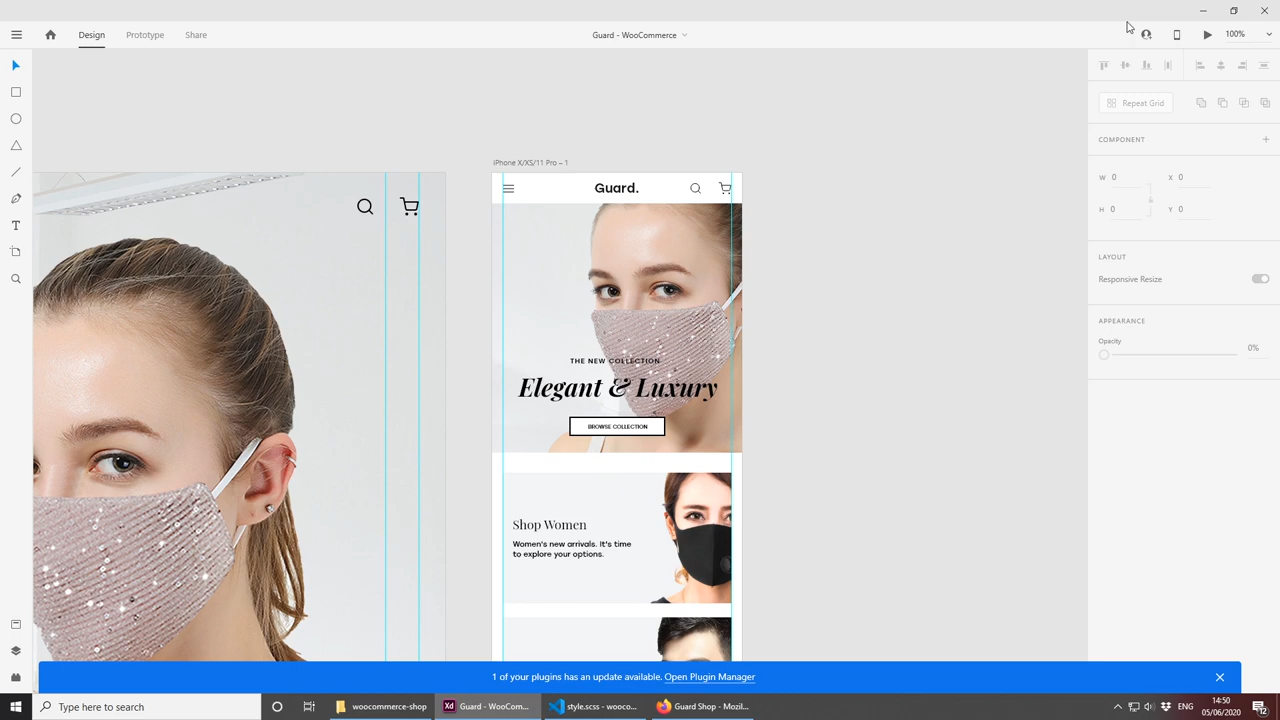 Design
Prototype
Share
Guard - WooCommerce
100%
Repeat Grid
COMPONENT
W 0
X 0
H 0
Y 0
LAYOUT
Responsive Resize
APPEARANCE
Opacity
0%
iPhone X/XS/11 Pro – 1
Guard.
THE NEW COLLECTION
Elegant & Luxury
BROWSE COLLECTION
Shop Women
Women's new arrivals. It's time
to explore your options.
1 of your plugins has an update available. Open Plugin Manager
Type here to search
woocommerce-shop
Xd
Guard - WooCom...
style.scss - wooco...
Guard Shop - Mozil...
ENG
14:50
05/06/2020
2